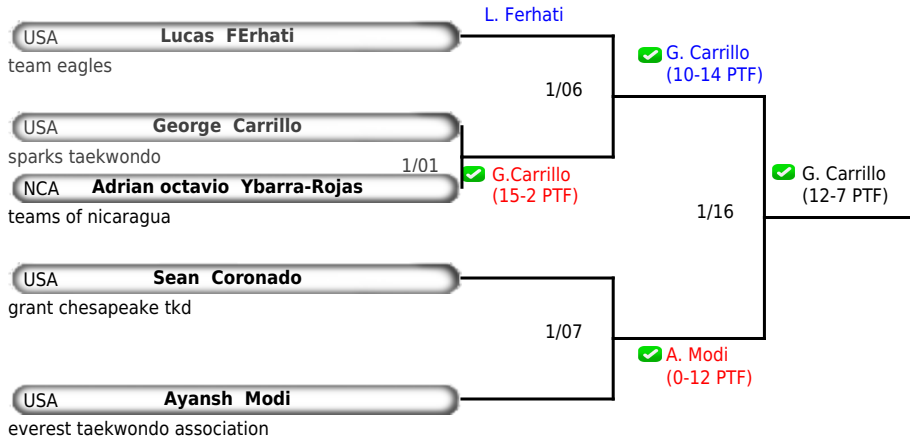 L. Ferhati
USA Lucas FErhati
team eagles
G. Carrillo
(10-14 PTF)
1/06
USA George Carrillo
sparks taekwondo
1/01
G.Carrillo
(15-2 PTF)
NCA Adrian octavio Ybarra-Rojas
teams of nicaragua
G. Carrillo
(12-7 PTF)
1/16
USA Sean Coronado
grant chesapeake tkd
1/07
A. Modi
(0-12 PTF)
USA Ayansh Modi
everest taekwondo association